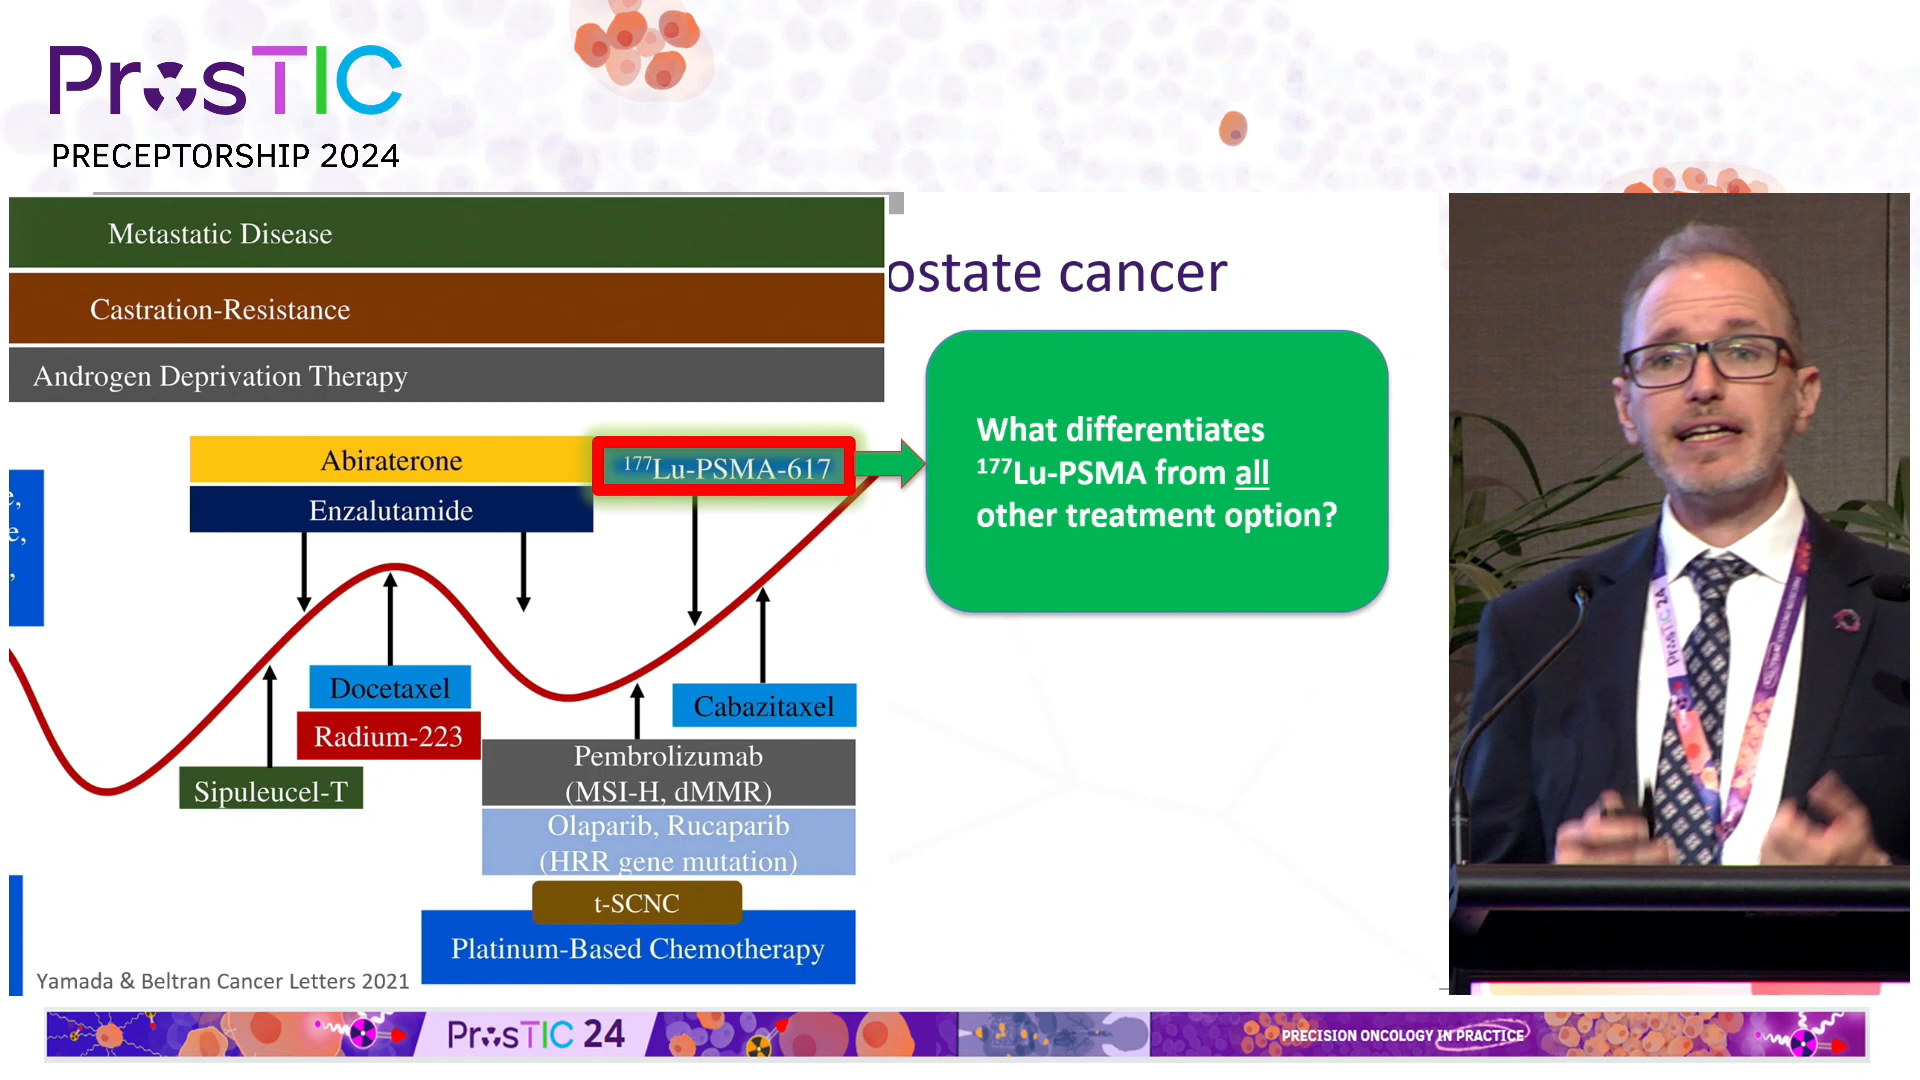 ProsTIC
PRECEPTORSHIP 2024
Metastatic Disease
ostate cancer
Castration-Resistance
Androgen Deprivation Therapy
Abiraterone
Enzalutamide
177Lu-PSMA-617
What differentiates
177Lu-PSMA from all
other treatment option?
e,
e,
,
Docetaxel
Radium-223
Sipuleucel-T
Cabazitaxel
Pembrolizumab
(MSI-H, dMMR)
Olaparib, Rucaparib
(HRR gene mutation)
t-SCNC
Platinum-Based Chemotherapy
Yamada & Beltran Cancer Letters 2021
ProsTIC 24
ProsTIC 24
PRECISION ONCOLOGY IN PRACTICE